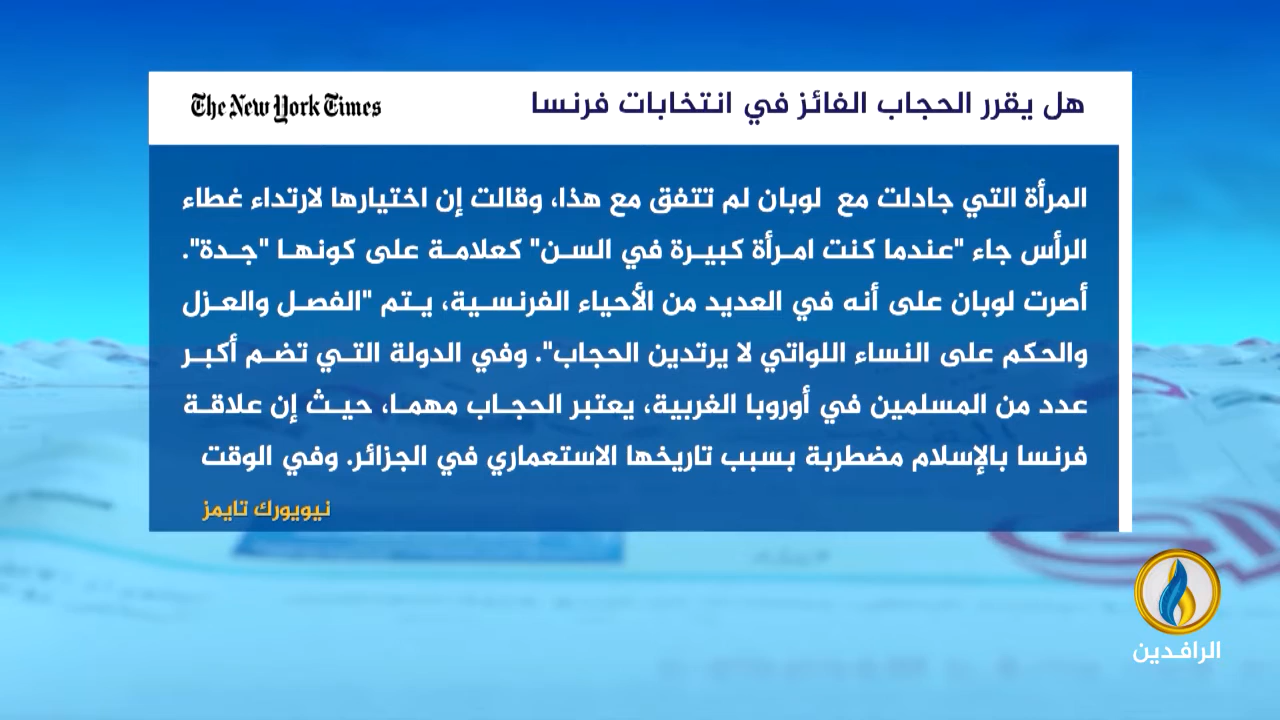 هل يقرر الحجاب الفائز في انتخابات فرنسا
The New York Times
المرأة التي جادلت مع لوبان لم تتفق مع هذا، وقالت إن اختيارها لارتداء غطاء
الرأس جاء "عندما كنت امرأة كبيرة في السن" كعلامة على كونها "جدة".
أصرت لوبان على أنه في العديد من الأحياء الفرنسية، يتم "الفصل والعزل
والحكم على النساء اللواتي لا يرتدين الحجاب". وفي الدولة التي تضم أكبر
عدد من المسلمين في أوروبا الغربية، يعتبر الحجاب مهما، حيث إن علاقة
فرنسا بالإسلام مضطربة بسبب تاريخها الاستعماري في الجزائر. وفي الوقت
نيويورك تايمز
الرافدين